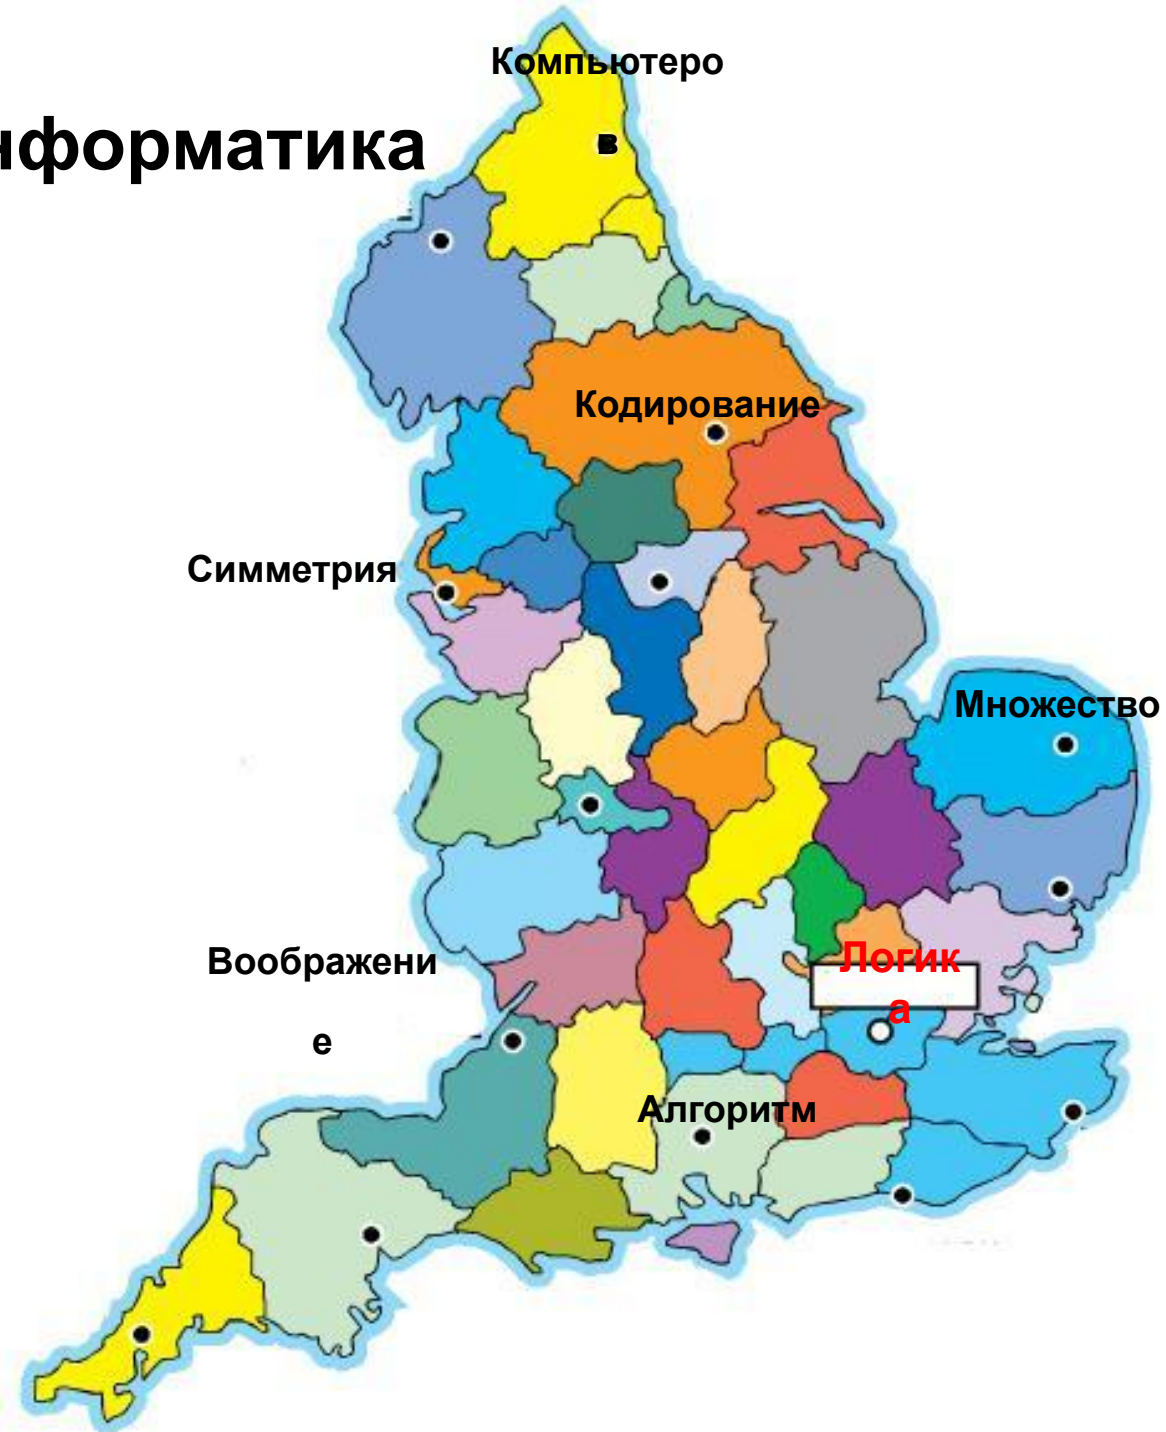 Компьютеро
в
нформатика
Кодирование
Симметрия
Множество
Воображени
е
Логик
а
Алгоритм